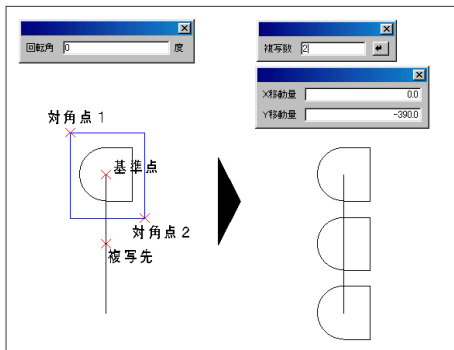 回転角 0 度
複写数 2
X移動量 0.0
Y移動量 -390.0
対角点1
基準点
対角点2
複写先